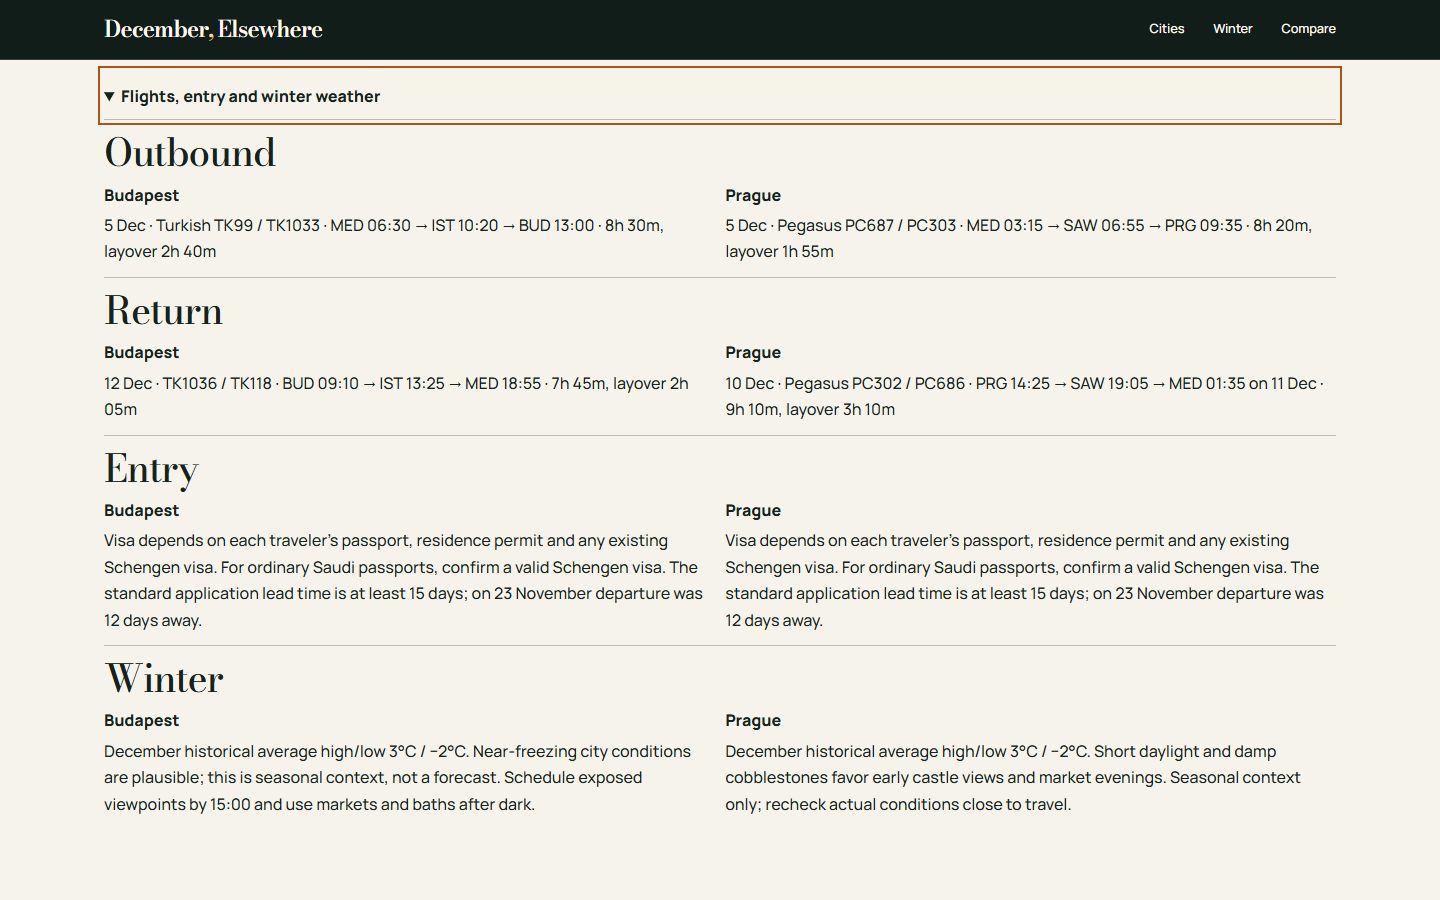 December, Elsewhere
Cities
Winter
Compare
▼ Flights, entry and winter weather
Outbound
Budapest
5 Dec · Turkish TK99 / TK1033 · MED 06:30 → IST 10:20 → BUD 13:00 · 8h 30m,
layover 2h 40m
Prague
5 Dec · Pegasus PC687 / PC303 · MED 03:15 → SAW 06:55 → PRG 09:35 · 8h 20m,
layover 1h 55m
Return
Budapest
12 Dec · TK1036 / TK118 · BUD 09:10 → IST 13:25 → MED 18:55 · 7h 45m, layover 2h
05m
Prague
10 Dec · Pegasus PC302 / PC686 · PRG 14:25 → SAW 19:05 → MED 01:35 on 11 Dec ·
9h 10m, layover 3h 10m
Entry
Budapest
Visa depends on each traveler's passport, residence permit and any existing
Schengen visa. For ordinary Saudi passports, confirm a valid Schengen visa. The
standard application lead time is at least 15 days; on 23 November departure was
12 days away.
Prague
Visa depends on each traveler's passport, residence permit and any existing
Schengen visa. For ordinary Saudi passports, confirm a valid Schengen visa. The
standard application lead time is at least 15 days; on 23 November departure was
12 days away.
Winter
Budapest
December historical average high/low 3°C / −2°C. Near-freezing city conditions
are plausible; this is seasonal context, not a forecast. Schedule exposed
viewpoints by 15:00 and use markets and baths after dark.
Prague
December historical average high/low 3°C / −2°C. Short daylight and damp
cobblestones favor early castle views and market evenings. Seasonal context
only; recheck actual conditions close to travel.